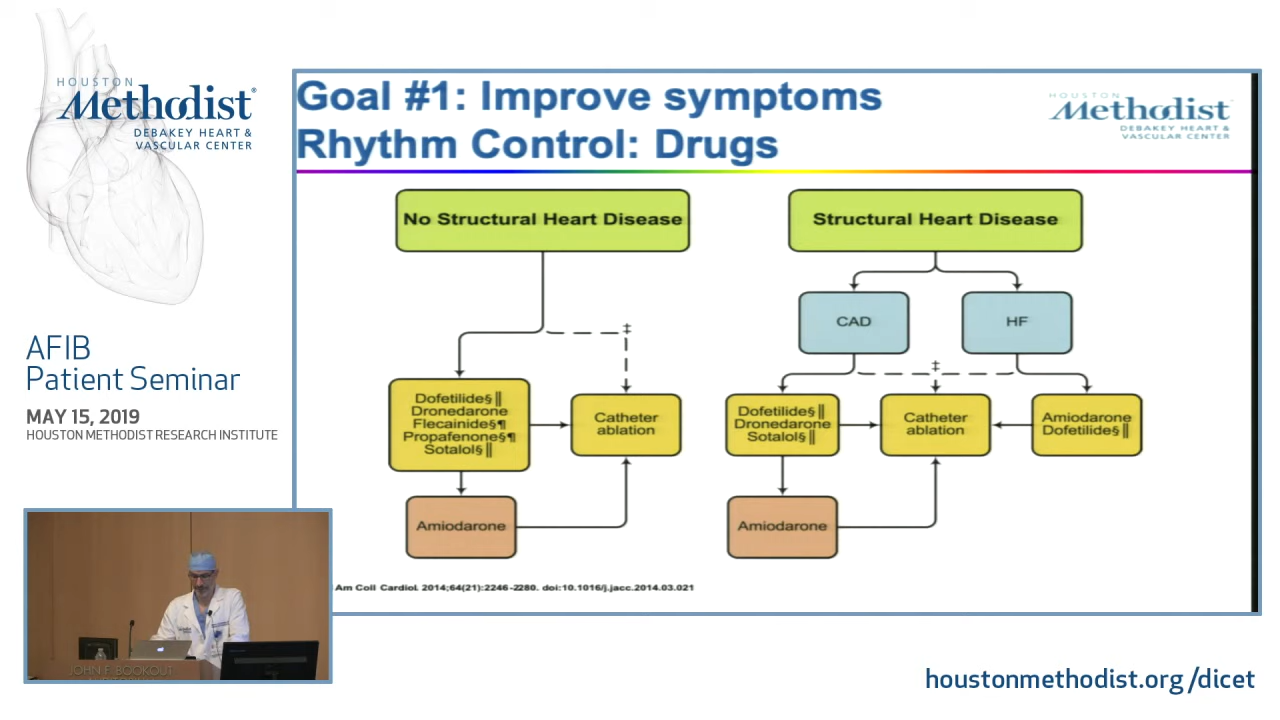 HOUSTON
Methodist®
DEBAKEY HEART &
VASCULAR CENTER
AFIB
Patient Seminar
MAY 15, 2019
HOUSTON METHODIST RESEARCH INSTITUTE
Goal #1: Improve symptoms
Rhythm Control: Drugs
HOUSTON
Methodist
DEBAKEY HEART &
VASCULAR CENTER
No Structural Heart Disease
‡
Dofetilide§‖
Dronedarone
Flecainide§¶
Propafenone§¶
Sotalol§‖
Catheter
ablation
Amiodarone
Structural Heart Disease
CAD
HF
‡
Dofetilide§‖
Dronedarone
Sotalol§‖
Catheter
ablation
Amiodarone
Dofetilide§‖
Amiodarone
Am Coll Cardiol. 2014;64(21):2246-2280. doi:10.1016/j.jacc.2014.03.021
JOHN F. BOOKOUT
houstonmethodist.org/dicet